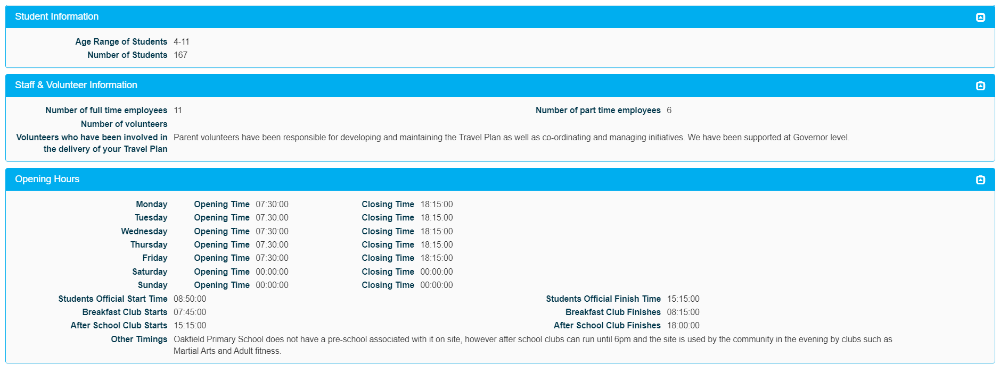 Student Information
Age Range of Students 4-11
Number of Students 167
Staff & Volunteer Information
Number of full time employees 11 Number of part time employees 6
Number of volunteers
Volunteers who have been involved in Parent volunteers have been responsible for developing and maintaining the Travel Plan as well as co-ordinating and managing initiatives. We have been supported at Governor level.
the delivery of your Travel Plan
Opening Hours
Monday Opening Time 07:30:00 Closing Time 18:15:00
Tuesday Opening Time 07:30:00 Closing Time 18:15:00
Wednesday Opening Time 07:30:00 Closing Time 18:15:00
Thursday Opening Time 07:30:00 Closing Time 18:15:00
Friday Opening Time 07:30:00 Closing Time 18:15:00
Saturday Opening Time 00:00:00 Closing Time 00:00:00
Sunday Opening Time 00:00:00 Closing Time 00:00:00
Students Official Start Time 08:50:00 Students Official Finish Time 15:15:00
Breakfast Club Starts 07:45:00 Breakfast Club Finishes 08:15:00
After School Club Starts 15:15:00 After School Club Finishes 18:00:00
Other Timings Oakfield Primary School does not have a pre-school associated with it on site, however after school clubs can run until 6pm and the site is used by the community in the evening by clubs such as
Martial Arts and Adult fitness.